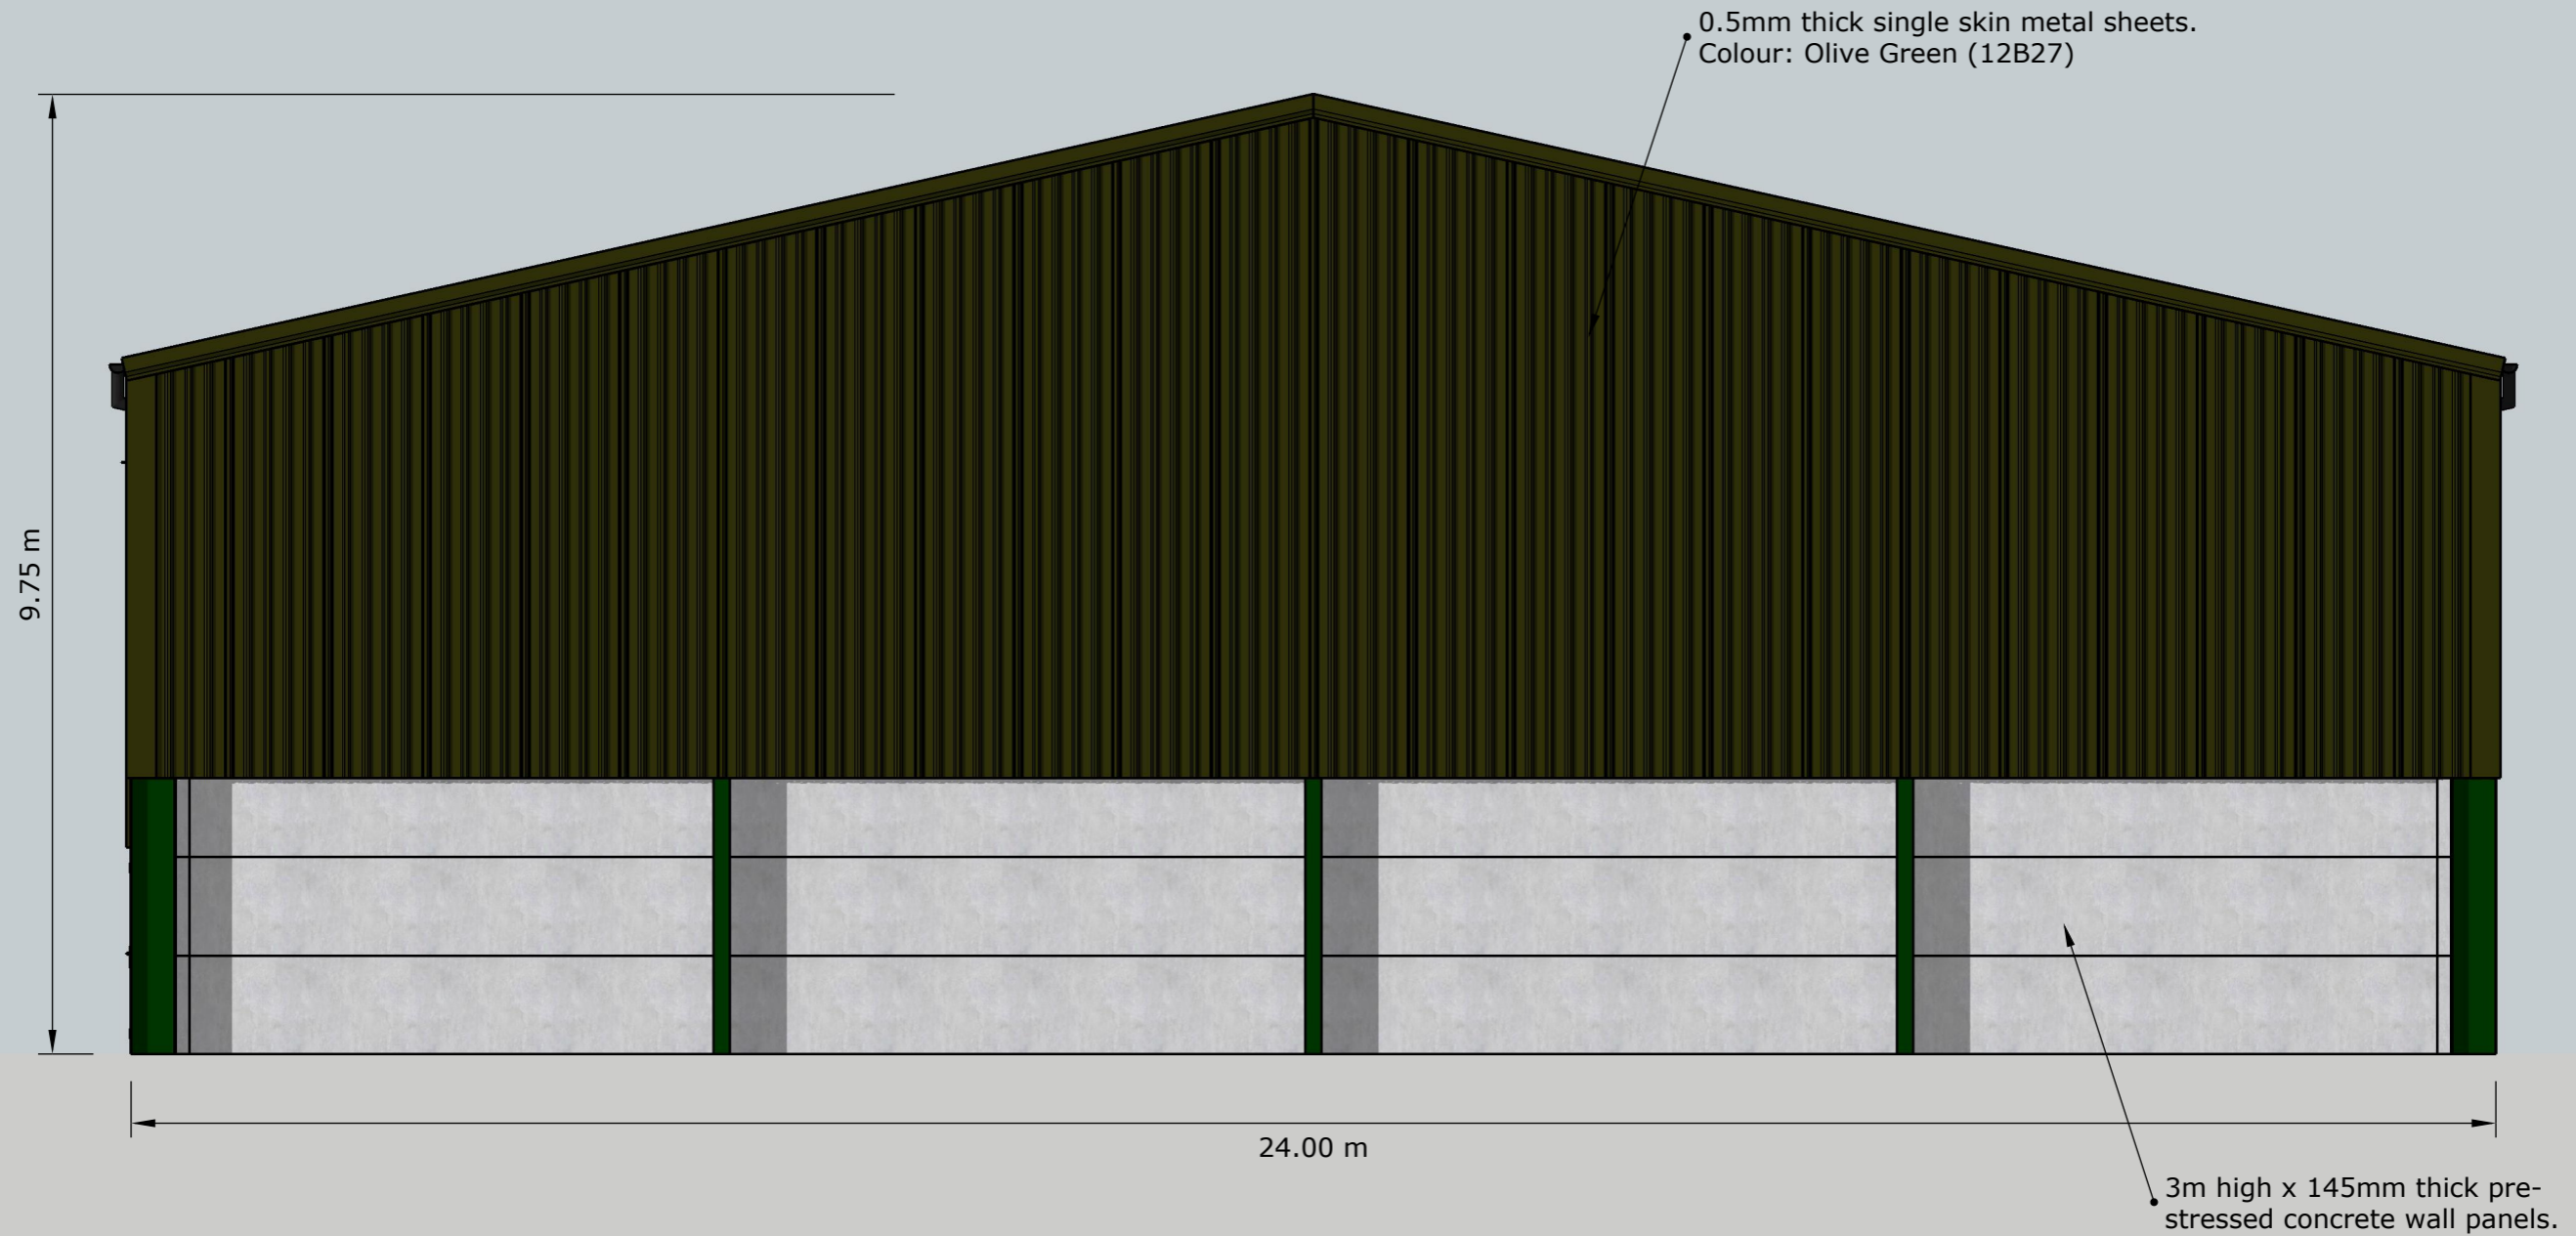 0.5mm thick single skin metal sheets.
Colour: Olive Green (12B27)
9.75 m
24.00 m
3m high x 145mm thick pre-
stressed concrete wall panels.